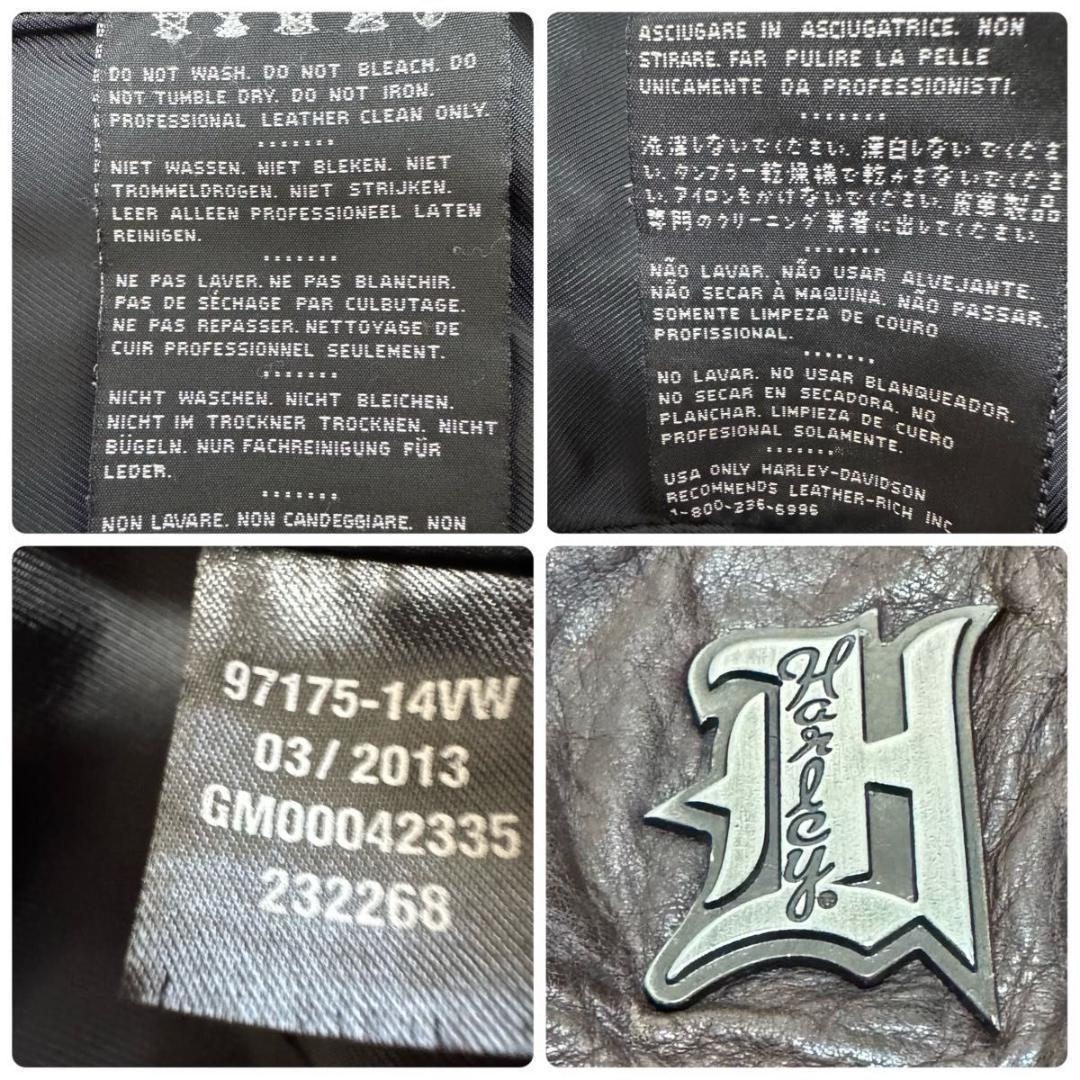 DO NOT WASH. DO NOT BLEACH. DO
NOT TUMBLE DRY. DO NOT IRON.
PROFESSIONAL LEATHER CLEAN ONLY.
NIET WASSEN. NIET BLEKEN. NIET
TROMMELDROGEN. NIET STRIJKEN.
LEER ALLEEN PROFESSIONEEL LATEN
REINIGEN.
NE PAS LAVER. NE PAS BLANCHIR.
PAS DE SÉCHAGE PAR CULBUTAGE.
NE PAS REPASSER. NETTOYAGE DE
CUIR PROFESSIONNEL SEULEMENT.
NICHT WASCHEN. NICHT BLEICHEN.
NICHT IM TROCKNER TROCKNEN. NICHT
BÜGELN. NUR FACHREINIGUNG FÜR
LEDER.
NON LAVARE. NON CANDEGGIARE. NON
ASCIUGARE IN ASCIUGATRICE. NON
STIRARE. FAR PULIRE LA PELLE
UNICAMENTE DA PROFESSIONISTI.
洗濯しないでください. 漂白しないでくださ
い. タンブラー乾燥機で乾かさないでくださ
い. アイロンをかけないでください. 皮革製品
専門のクリーニング業者に出してください.
NÃO LAVAR. NÃO USAR ALVEJANTE.
NÃO SECAR À MAQUINA. NÃO PASSAR.
SOMENTE LIMPEZA DE COURO
PROFISSIONAL.
NO LAVAR. NO USAR BLANQUEADOR.
NO SECAR EN SECADORA. NO
PLANCHAR. LIMPIEZA DE CUERO
PROFESIONAL SOLAMENTE.
USA ONLY HARLEY-DAVIDSON
RECOMMENDS LEATHER-RICH INC
1-800-236-6996
97175-14VW
03/2013
GM00042335
232268
H
Harley